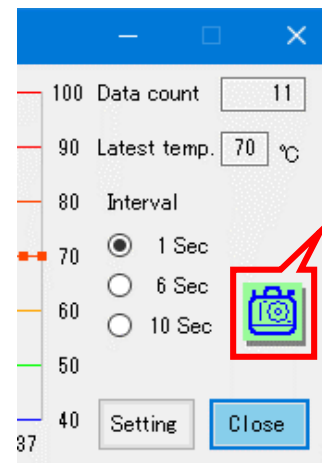 100 Data count 11
90 Latest temp. 70 ℃
80 Interval
70 1 Sec
6 Sec
60 10 Sec
50
40 Setting Close
37